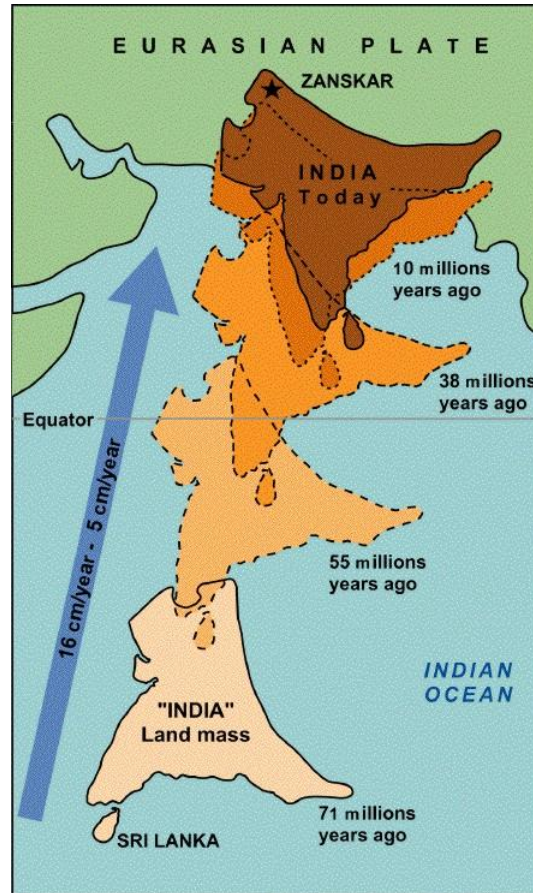 EURASIAN PLATE
ZANSKAR
INDIA
Today
10 millions
years ago
38 millions
years ago
Equator
16 cm/year - 5 cm/year
55 millions
years ago
INDIAN
OCEAN
"INDIA"
Land mass
71 millions
years ago
SRI LANKA